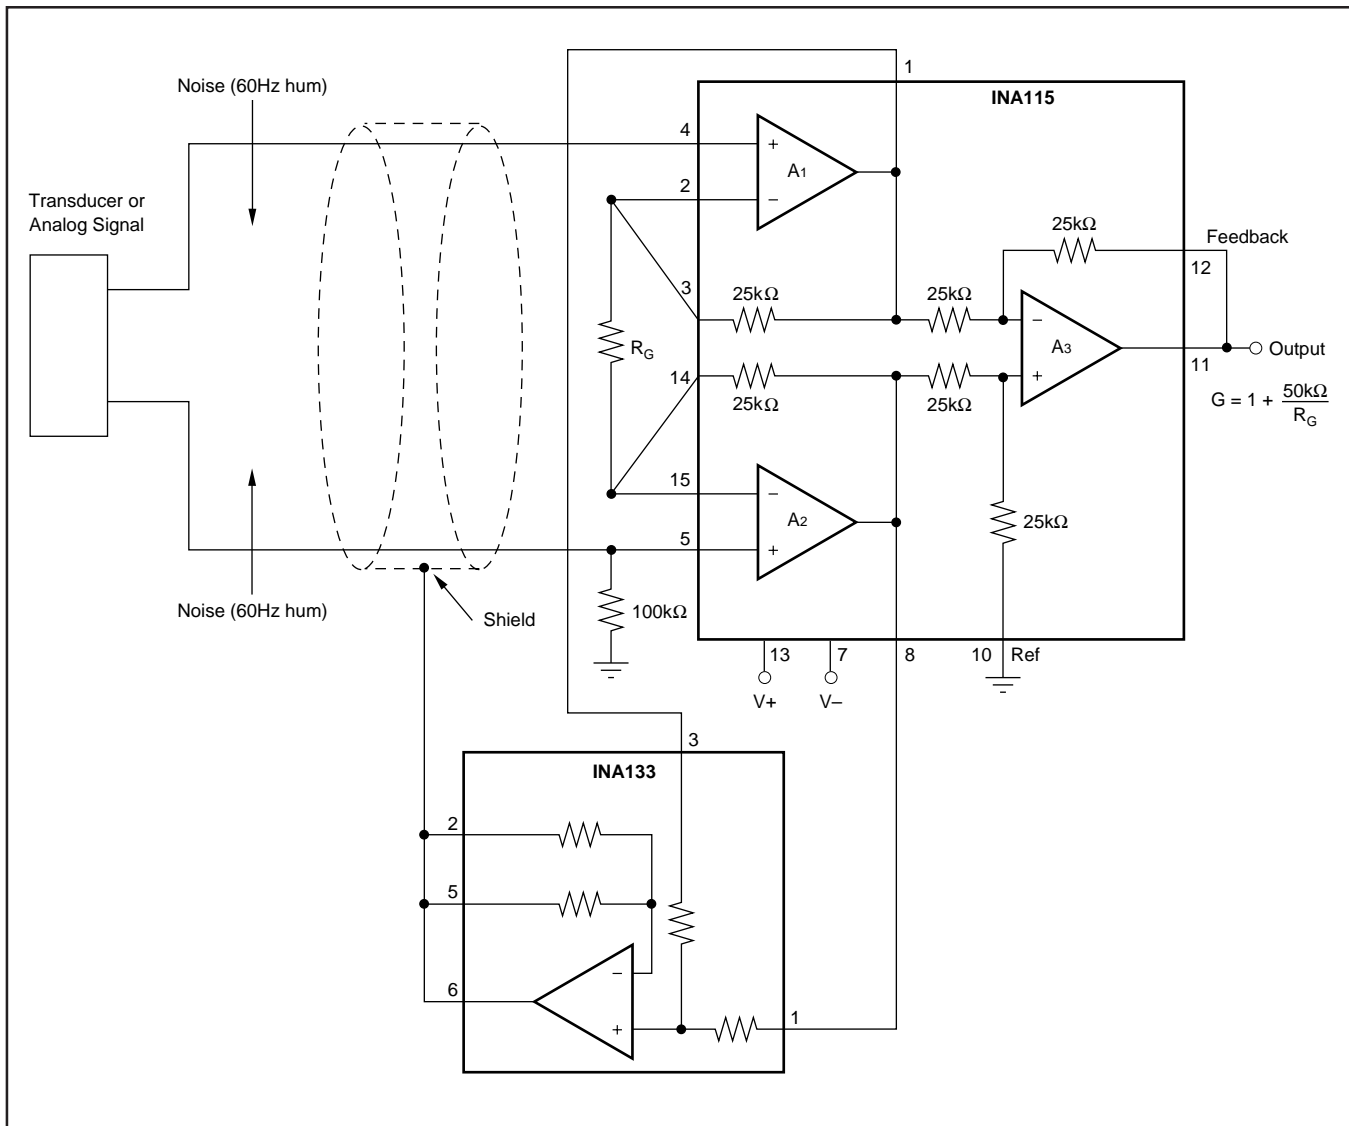 1
INA115
Noise (60Hz hum)
4
+
A1
2
–
Transducer or
Analog Signal
25kΩ
Feedback
12
3
25kΩ
25kΩ
–
RG
A3
Output
11
14
+
25kΩ
25kΩ
G = 1 + 50kΩ
RG
15
–
A2
25kΩ
5
+
Noise (60Hz hum)
Shield
100kΩ
13
7
8
10
Ref
V+
V–
3
INA133
2
5
–
6
+
1